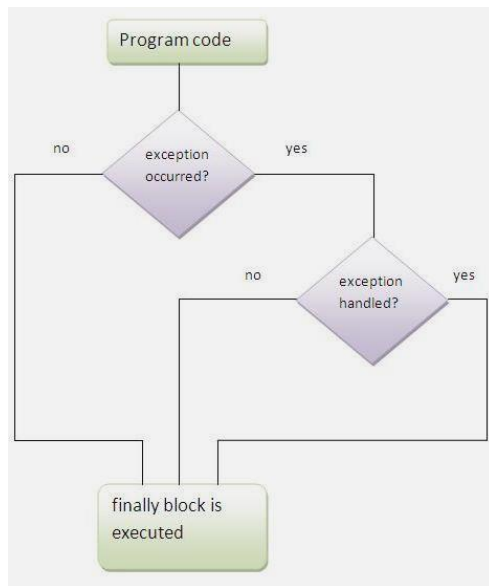 Program code
no
exception
occurred?
yes
no
exception
handled?
yes
finally block is
executed